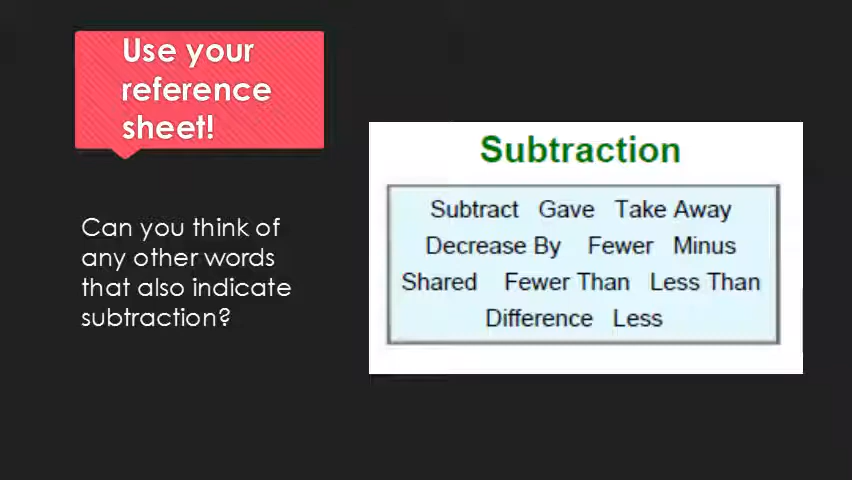 Use your
reference
sheet!
Can you think of
any other words
that also indicate
subtraction?
Subtraction
Subtract Gave Take Away
Decrease By Fewer Minus
Shared Fewer Than Less Than
Difference Less